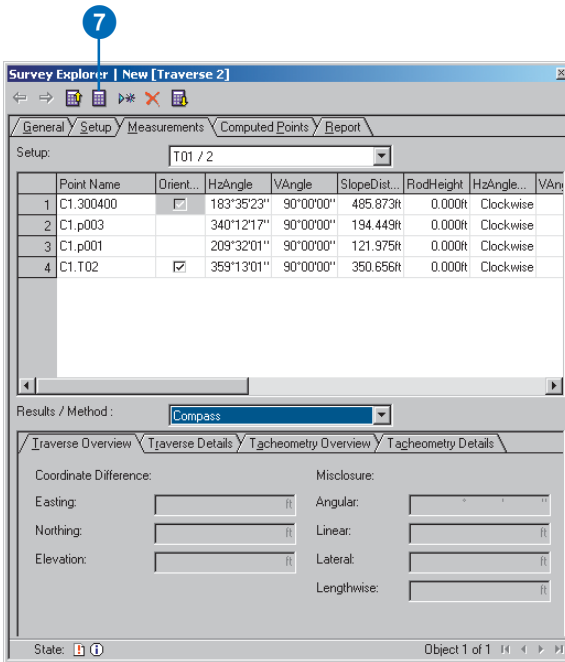 7
Survey Explorer | New [Traverse 2]
General Setup Measurements Computed Points Report
Setup: T01 / 2
Point Name Orient... HzAngle VAngle SlopeDist... RodHeight HzAngle... VAng
1 C1.300400 183°35'23" 90°00'00" 485.873ft 0.000ft Clockwise
2 C1.p003 340°12'17" 90°00'00" 194.449ft 0.000ft Clockwise
3 C1.p001 209°32'01" 90°00'00" 121.975ft 0.000ft Clockwise
4 C1.T02 359°13'01" 90°00'00" 350.656ft 0.000ft Clockwise
Results / Method : Compass
Traverse Overview Traverse Details Tacheometry Overview Tacheometry Details
Coordinate Difference: Misclosure:
Easting: ft Angular: ° ' "
Northing: ft Linear: ft
Elevation: ft Lateral: ft
Lengthwise: ft
State: Object 1 of 1